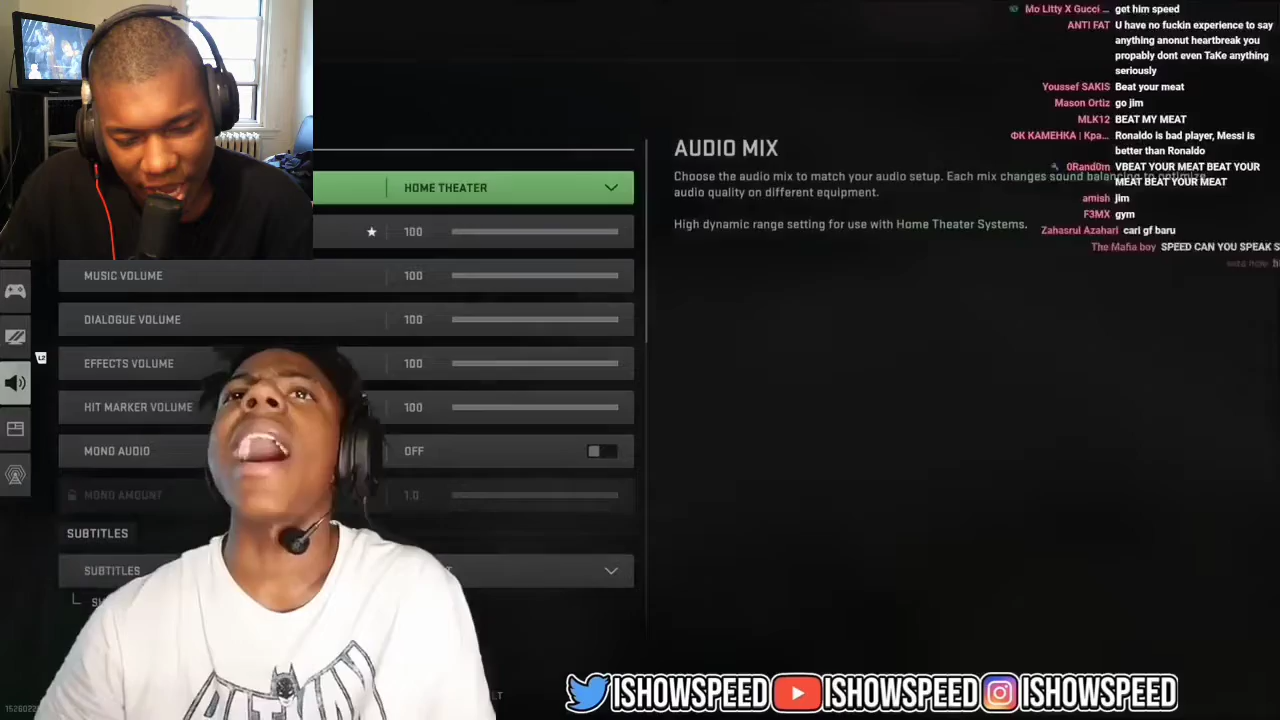 Mo Litty X Gucci ... get him speed
ANTI FAT U have no fuckin experience to say
anything anonut heartbreak you
propably dont even TaKe anything
seriously
Youssef SAKIS Beat your meat
Mason Ortiz go jim
MLK12 BEAT MY MEAT
ФК КАМЕНКА | Кра... Ronaldo is bad player, Messi is
better than Ronaldo
0Rand0m VBEAT YOUR MEAT BEAT YOUR
MEAT BEAT YOUR MEAT
amish jim
F3MX gym
Zahasrul Azahari cari gf baru
The Mafia boy SPEED CAN YOU SPEAK S
AUDIO MIX
Choose the audio mix to match your audio setup. Each mix changes sound balancing to optimize
audio quality on different equipment.
High dynamic range setting for use with Home Theater Systems.
HOME THEATER
100
MUSIC VOLUME 100
DIALOGUE VOLUME 100
L2
EFFECTS VOLUME 100
HIT MARKER VOLUME 100
MONO AUDIO OFF
MONO AMOUNT 1.0
SUBTITLES
SUBTITLES
BATMAN
ISHOWSPEED ISHOWSPEED ISHOWSPEED